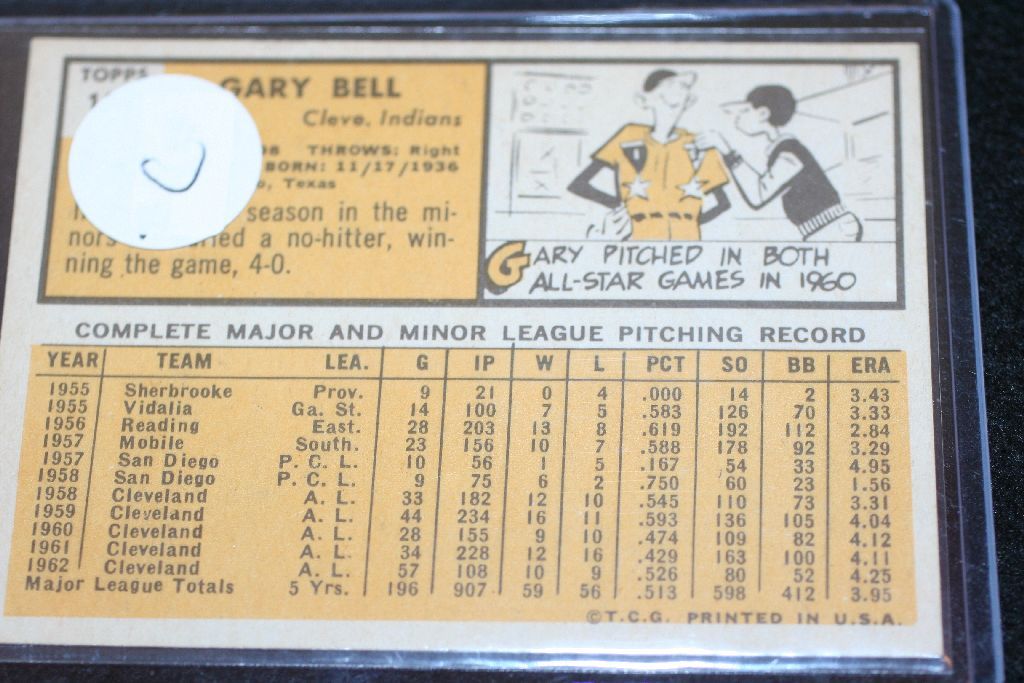 TOPPS
GARY BELL
Cleve. Indians
THROWS: Right
BORN: 11/17/1936
Texas
season in the mi-
a no-hitter, win-
ning the game, 4-0.
GARY PITCHED IN BOTH
ALL-STAR GAMES IN 1960
COMPLETE MAJOR AND MINOR LEAGUE PITCHING RECORD
YEAR TEAM LEA. G IP W L PCT SO BB ERA
1955 Sherbrooke Prov. 9 21 0 4 .000 14 2 3.43
1955 Vidalia Ga. St. 14 100 7 5 .583 126 70 3.33
1956 Reading East. 28 203 13 8 .619 192 112 2.84
1957 Mobile South. 23 156 10 7 .588 178 92 3.29
1957 San Diego P. C. L. 10 56 1 5 .167 54 33 4.95
1958 San Diego P. C. L. 9 75 6 2 .750 60 23 1.56
1958 Cleveland A. L. 33 182 12 10 .545 110 73 3.31
1959 Cleveland A. L. 44 234 16 11 .593 136 105 4.04
1960 Cleveland A. L. 28 155 9 10 .474 109 82 4.12
1961 Cleveland A. L. 34 228 12 16 .429 163 100 4.11
1962 Cleveland A. L. 57 108 10 9 .526 80 52 4.25
Major League Totals 5 Yrs. 196 907 59 56 .513 598 412 3.95
©T.C.G. PRINTED IN U.S.A.